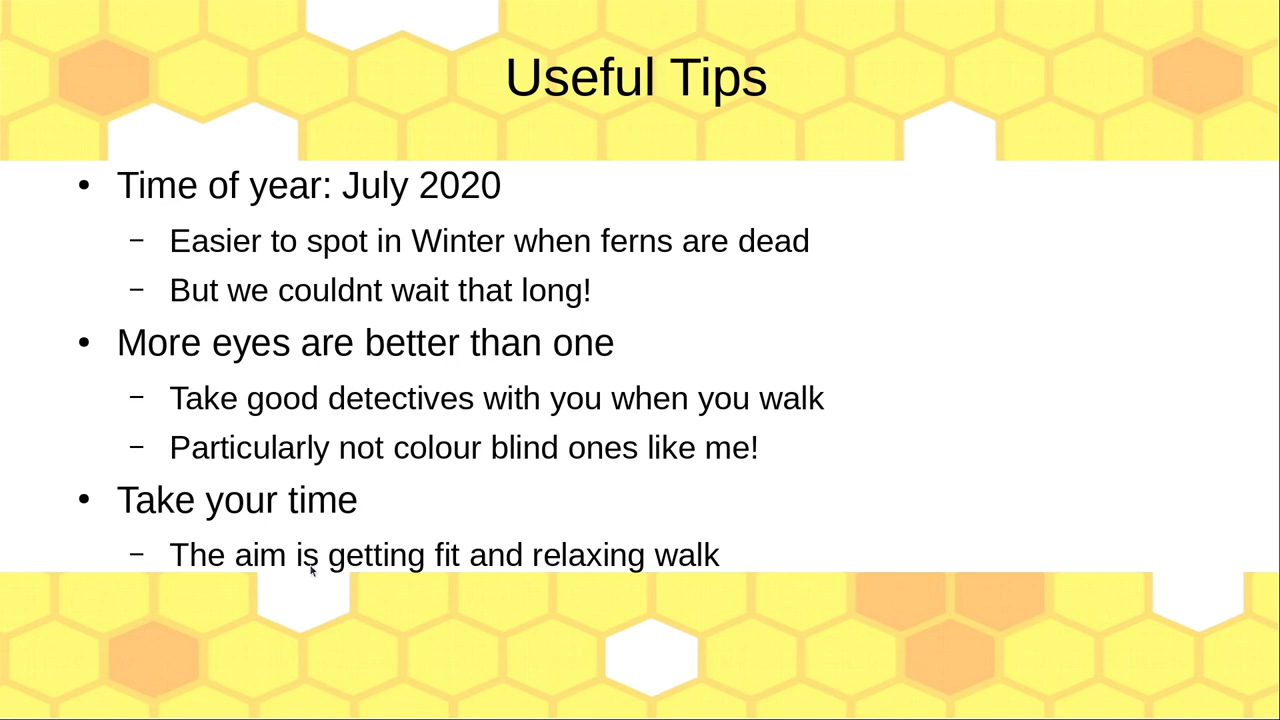 Useful Tips
• Time of year: July 2020
– Easier to spot in Winter when ferns are dead
– But we couldnt wait that long!
• More eyes are better than one
– Take good detectives with you when you walk
– Particularly not colour blind ones like me!
• Take your time
– The aim is getting fit and relaxing walk